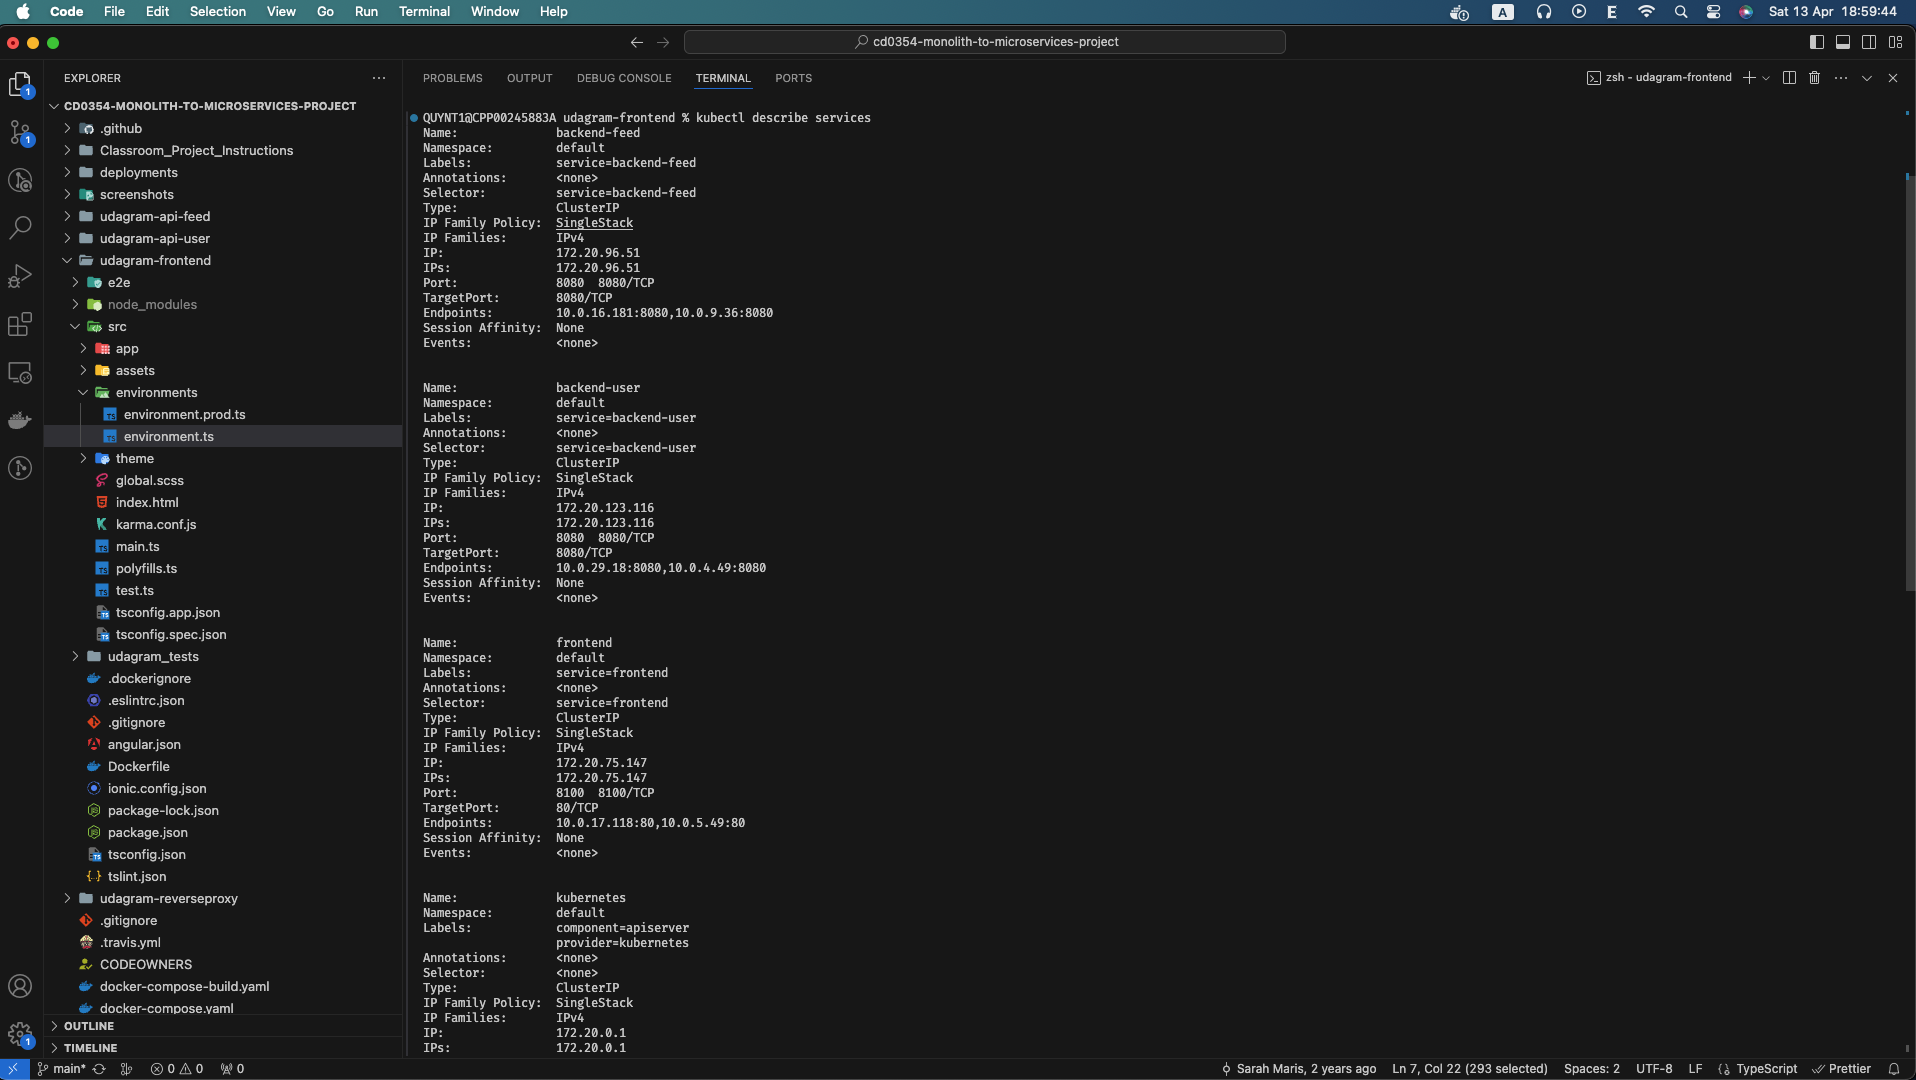 Code File Edit Selection View Go Run Terminal Window Help A E Sat 13 Apr 18:59:44
cd0354-monolith-to-microservices-project
EXPLORER
PROBLEMS OUTPUT DEBUG CONSOLE TERMINAL PORTS zsh - udagram-frontend
CD0354-MONOLITH-TO-MICROSERVICES-PROJECT
.github
Classroom_Project_Instructions
deployments
screenshots
udagram-api-feed
udagram-api-user
udagram-frontend
e2e
node_modules
src
app
assets
environments
environment.prod.ts
environment.ts
theme
global.scss
index.html
karma.conf.js
main.ts
polyfills.ts
test.ts
tsconfig.app.json
tsconfig.spec.json
udagram_tests
.dockerignore
.eslintrc.json
.gitignore
angular.json
Dockerfile
ionic.config.json
package-lock.json
package.json
tsconfig.json
tslint.json
udagram-reverseproxy
.gitignore
.travis.yml
CODEOWNERS
docker-compose-build.yaml
docker-compose.yaml
OUTLINE
TIMELINE
QUYNT1@CPP00245883A udagram-frontend % kubectl describe services
Name: backend-feed
Namespace: default
Labels: service=backend-feed
Annotations: <none>
Selector: service=backend-feed
Type: ClusterIP
IP Family Policy: SingleStack
IP Families: IPv4
IP: 172.20.96.51
IPs: 172.20.96.51
Port: 8080 8080/TCP
TargetPort: 8080/TCP
Endpoints: 10.0.16.181:8080,10.0.9.36:8080
Session Affinity: None
Events: <none>
Name: backend-user
Namespace: default
Labels: service=backend-user
Annotations: <none>
Selector: service=backend-user
Type: ClusterIP
IP Family Policy: SingleStack
IP Families: IPv4
IP: 172.20.123.116
IPs: 172.20.123.116
Port: 8080 8080/TCP
TargetPort: 8080/TCP
Endpoints: 10.0.29.18:8080,10.0.4.49:8080
Session Affinity: None
Events: <none>
Name: frontend
Namespace: default
Labels: service=frontend
Annotations: <none>
Selector: service=frontend
Type: ClusterIP
IP Family Policy: SingleStack
IP Families: IPv4
IP: 172.20.75.147
IPs: 172.20.75.147
Port: 8100 8100/TCP
TargetPort: 80/TCP
Endpoints: 10.0.17.118:80,10.0.5.49:80
Session Affinity: None
Events: <none>
Name: kubernetes
Namespace: default
Labels: component=apiserver
provider=kubernetes
Annotations: <none>
Selector: <none>
Type: ClusterIP
IP Family Policy: SingleStack
IP Families: IPv4
IP: 172.20.0.1
IPs: 172.20.0.1
main* 0 0 0 Sarah Maris, 2 years ago Ln 7, Col 22 (293 selected) Spaces: 2 UTF-8 LF TypeScript Prettier